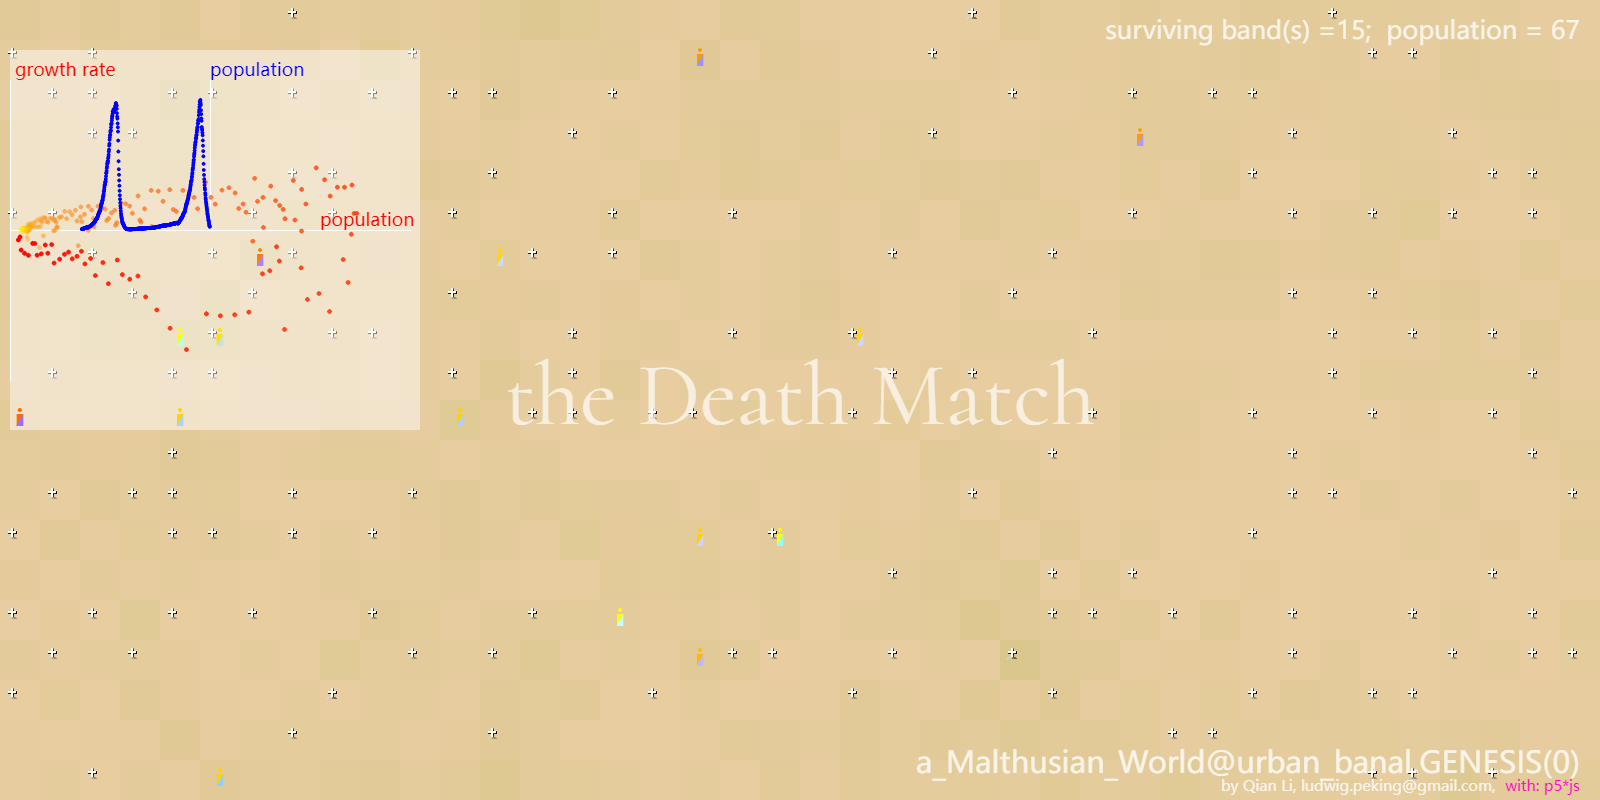 surviving band(s) =15;  population = 67
growth rate
population
population
the Death Match
a_Malthusian_World@urban_banal.GENESIS(0)
by Qian Li, ludwig.peking@gmail.com,  with: p5*js